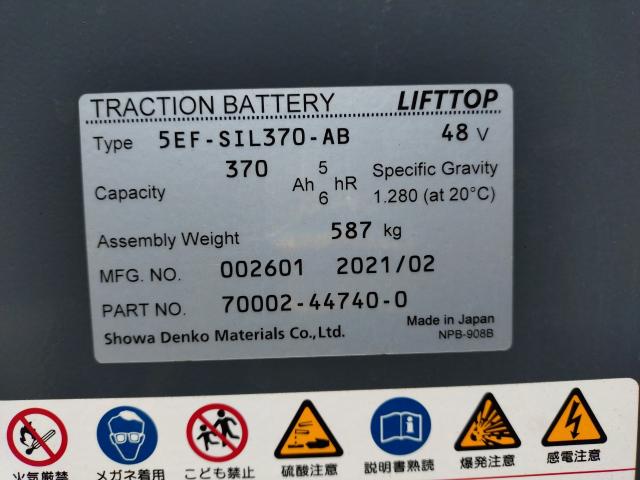 TRACTION BATTERY LIFTTOP
Type 5EF-SIL370-AB 48 V
Capacity 370 Ah 5 6 hR Specific Gravity
1.280 (at 20°C)
Assembly Weight 587 kg
MFG. NO. 002601 2021/02
PART NO. 70002-44740-0
Showa Denko Materials Co., Ltd. Made in Japan
NPB-908B
火気厳禁 メガネ着用 こども禁止 硫酸注意 説明書熟読 爆発注意 感電注意